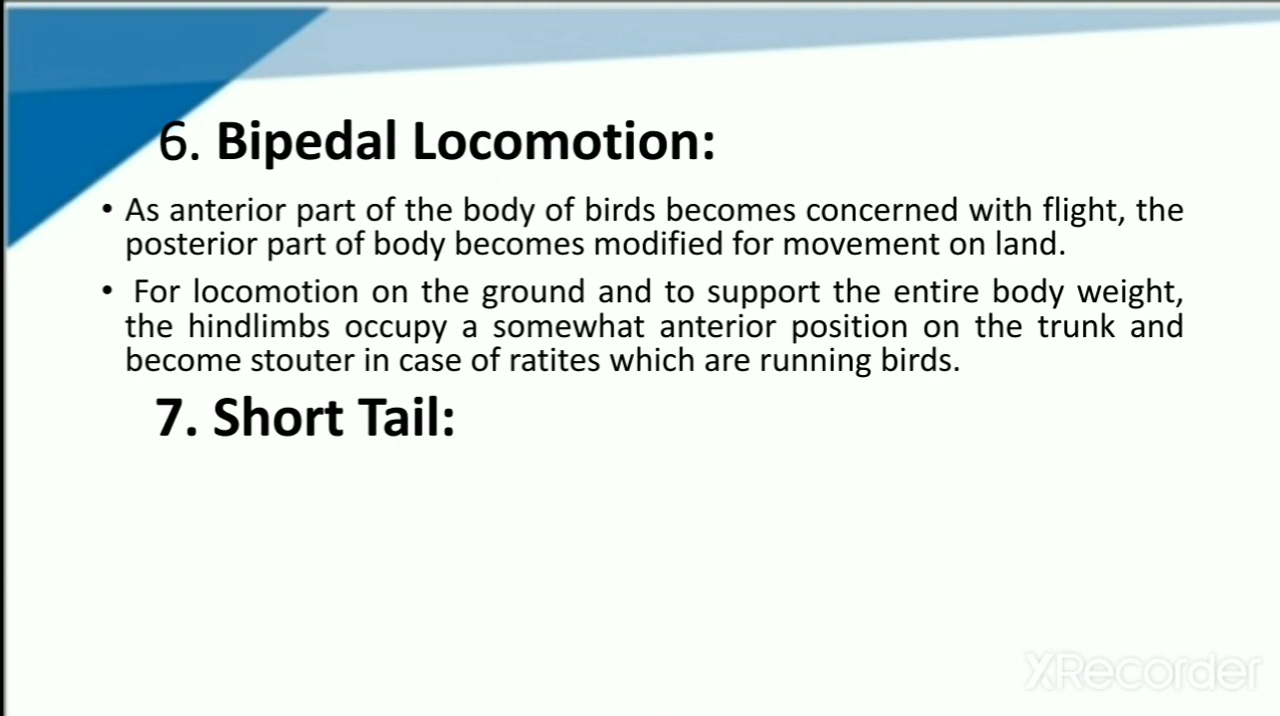 6. Bipedal Locomotion:
• As anterior part of the body of birds becomes concerned with flight, the
posterior part of body becomes modified for movement on land.
• For locomotion on the ground and to support the entire body weight,
the hindlimbs occupy a somewhat anterior position on the trunk and
become stouter in case of ratites which are running birds.
7. Short Tail:
XRecorder